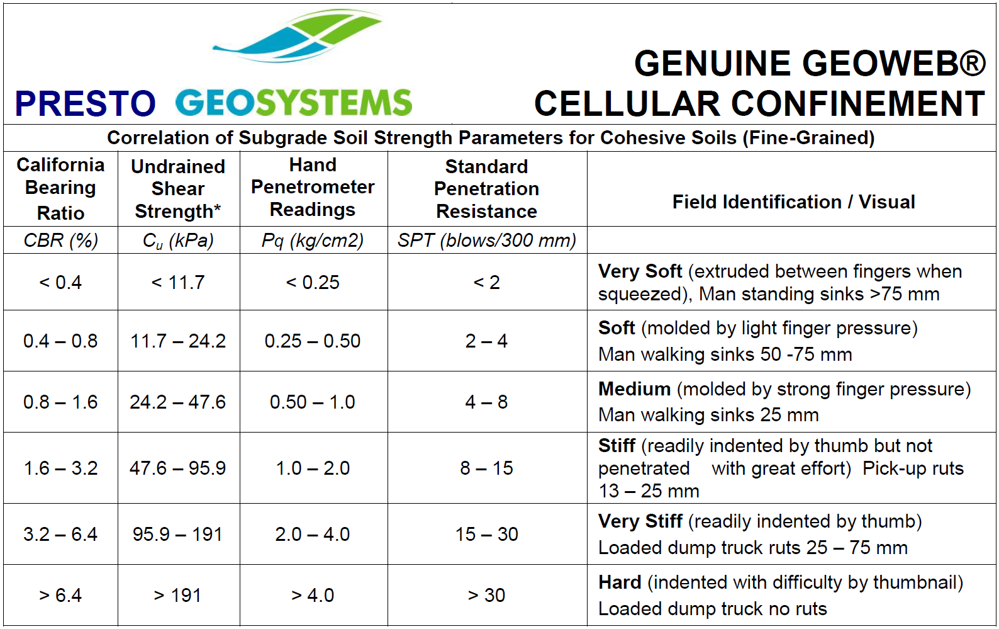 PRESTO GEOSYSTEMS
GENUINE GEOWEB®
CELLULAR CONFINEMENT
Correlation of Subgrade Soil Strength Parameters for Cohesive Soils (Fine-Grained)
California
Bearing
Ratio
Undrained
Shear
Strength*
Hand
Penetrometer
Readings
Standard
Penetration
Resistance
Field Identification / Visual
CBR (%)
Cu (kPa)
Pq (kg/cm2)
SPT (blows/300 mm)
< 0.4
< 11.7
< 0.25
< 2
Very Soft (extruded between fingers when
squeezed), Man standing sinks >75 mm
0.4 – 0.8
11.7 – 24.2
0.25 – 0.50
2 – 4
Soft (molded by light finger pressure)
Man walking sinks 50 -75 mm
0.8 – 1.6
24.2 – 47.6
0.50 – 1.0
4 – 8
Medium (molded by strong finger pressure)
Man walking sinks 25 mm
1.6 – 3.2
47.6 – 95.9
1.0 – 2.0
8 – 15
Stiff (readily indented by thumb but not
penetrated with great effort) Pick-up ruts
13 – 25 mm
3.2 – 6.4
95.9 – 191
2.0 – 4.0
15 – 30
Very Stiff (readily indented by thumb)
Loaded dump truck ruts 25 – 75 mm
> 6.4
> 191
> 4.0
> 30
Hard (indented with difficulty by thumbnail)
Loaded dump truck no ruts